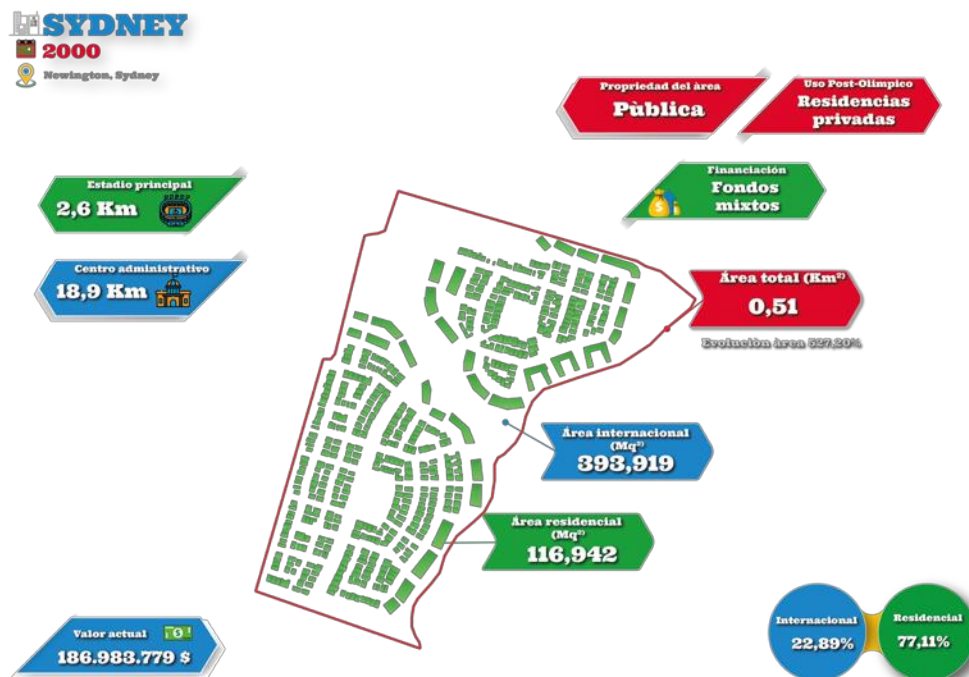 SYDNEY
2000
Newington, Sydney
Propriedad del àrea
Pùblica
Uso Post-Olimpico
Residencias
privadas
Estadio principal
2,6 Km
Financiación
Fondos
mixtos
Centro administrativo
18,9 Km
Área total (Km²)
0,51
Evolución àrea 527,20%
Área internacional
(Mq²)
393,919
Área residencial
(Mq²)
116,942
Valor actual
186.983.779 $
Internacional
22,89%
Residencial
77,11%